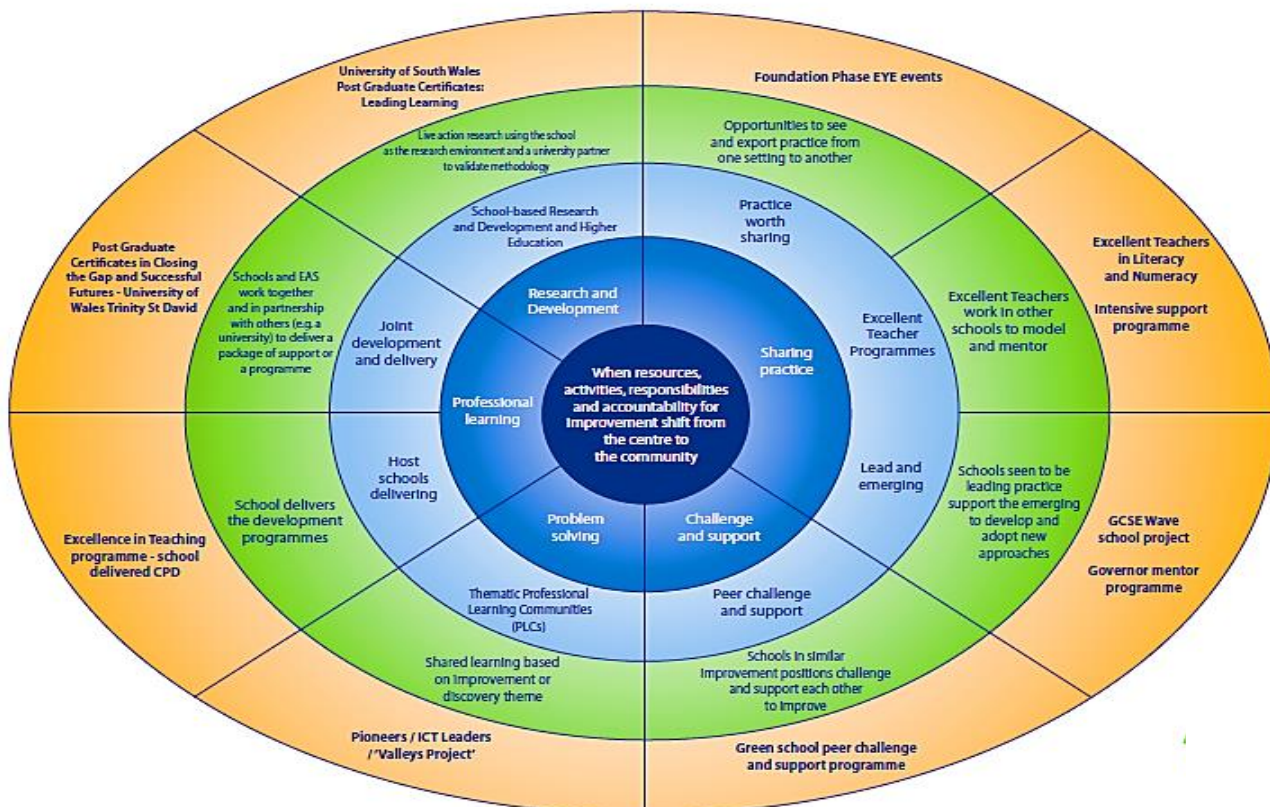 University of South Wales
Post Graduate Certificates:
Leading Learning
Foundation Phase EYE events
Live action research using the school
as the research environment and a university partner
to validate methodology
Opportunities to see
and export practice from
one setting to another
School-based Research
and Development and Higher
Education
Practice
worth
sharing
Post Graduate
Certificates in Closing
the Gap and Successful
Futures - University of
Wales Trinity St David
Schools and EAS
work together
and in partnership
with others (e.g. a
university) to deliver a
package of support or
a programme
Joint
development
and delivery
Research and
Development
Sharing
practice
Excellent
Teacher
Programmes
Excellent Teachers
work in other
schools to model
and mentor
Excellent Teachers
in Literacy
and Numeracy
Intensive support
programme
Professional
learning
When resources,
activities, responsibilities
and accountability for
improvement shift from
the centre to
the community
Excellence in Teaching
programme - school
delivered CPD
School delivers
the development
programmes
Host
schools
delivering
Problem
solving
Challenge
and support
Lead and
emerging
Schools seen to be
leading practice
support the emerging
to develop and
adopt new
approaches
GCSE Wave
school project
Governor mentor
programme
Thematic Professional
Learning Communities
(PLCs)
Peer challenge
and support
Shared learning based
on improvement or
discovery theme
Schools in similar
improvement positions challenge
and support each other
to improve
Pioneers / ICT Leaders
/ 'Valleys Project'
Green school peer challenge
and support programme